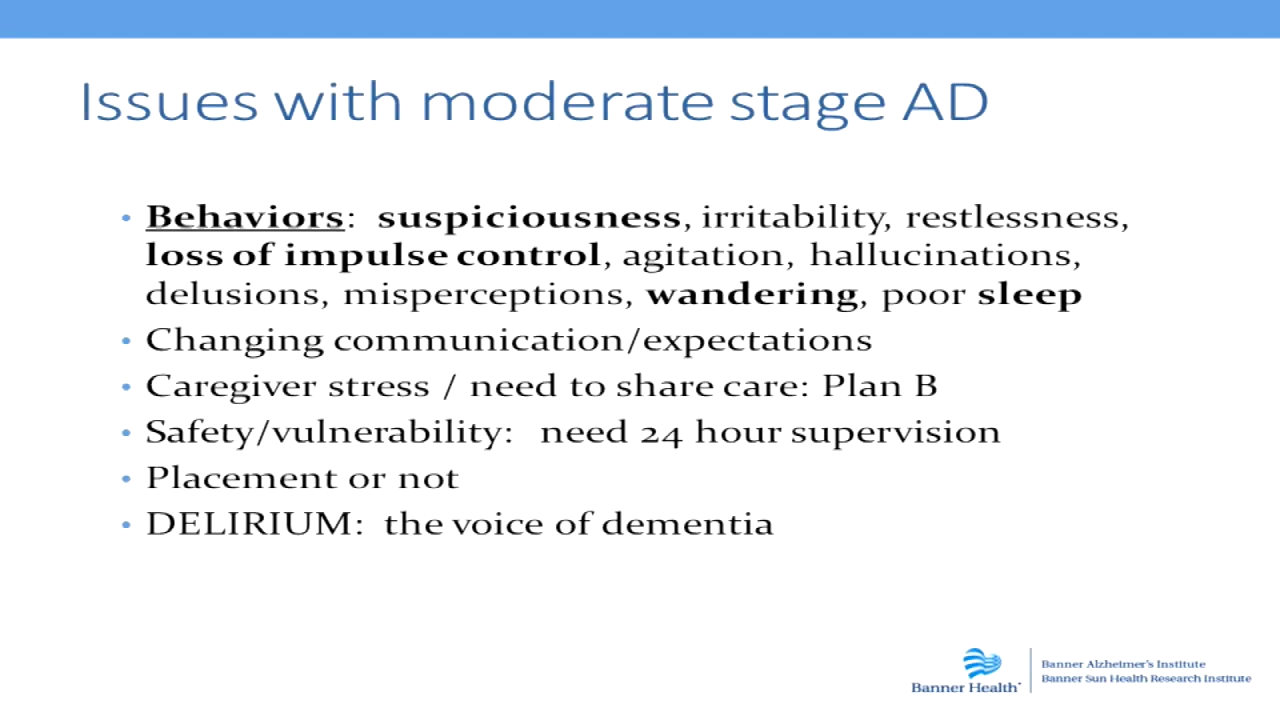 Issues with moderate stage AD
• Behaviors: suspiciousness, irritability, restlessness,
loss of impulse control, agitation, hallucinations,
delusions, misperceptions, wandering, poor sleep
• Changing communication/expectations
• Caregiver stress / need to share care: Plan B
• Safety/vulnerability: need 24 hour supervision
• Placement or not
• DELIRIUM: the voice of dementia
Banner Health
Banner Alzheimer's Institute
Banner Sun Health Research Institute